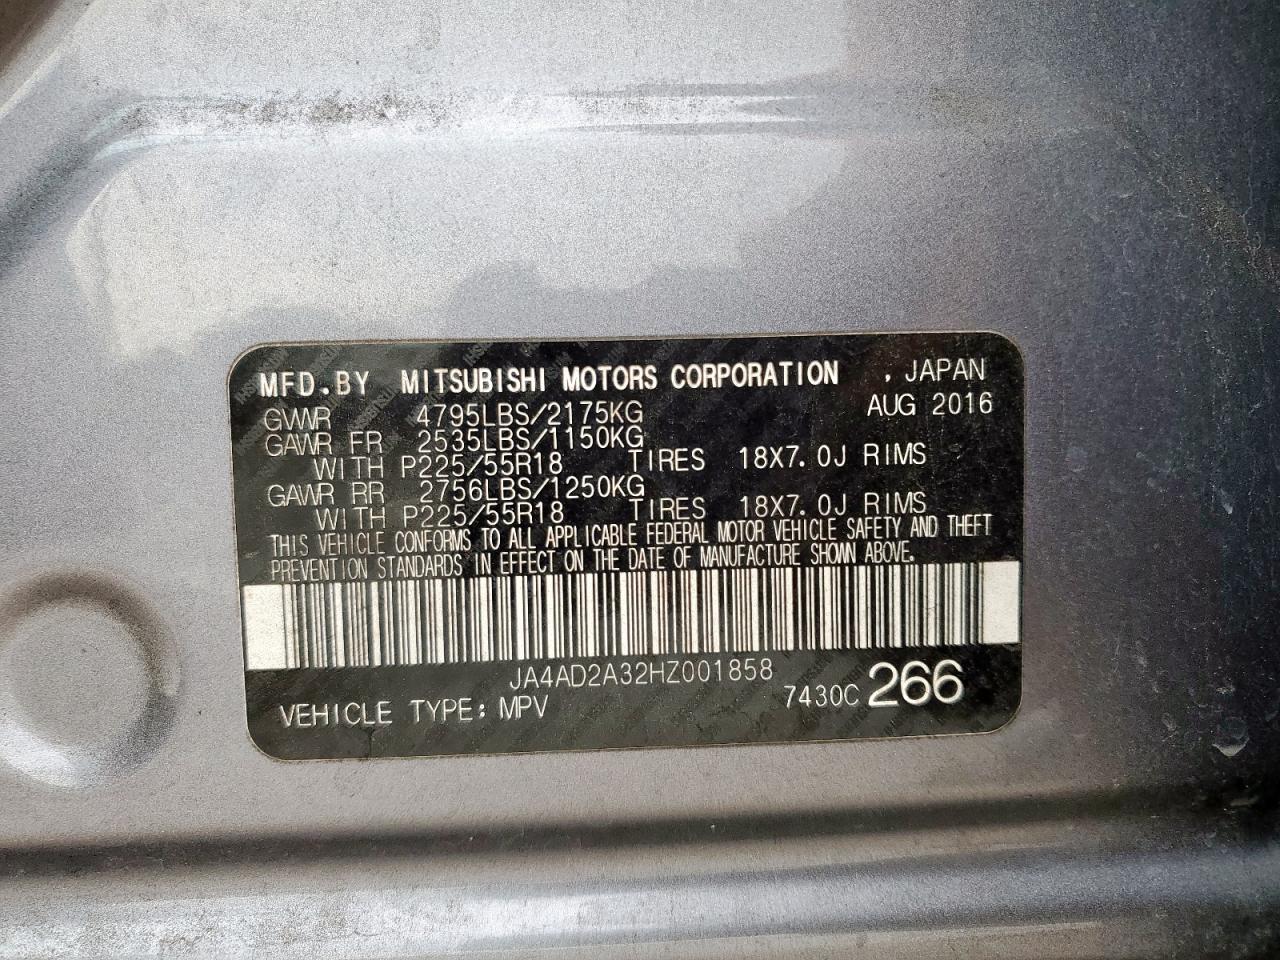 MFD.BY MITSUBISHI MOTORS CORPORATION , JAPAN
GVWR 4795LBS/2175KG AUG 2016
GAWR FR 2535LBS/1150KG
WITH P225/55R18 TIRES 18X7.0J RIMS
GAWR RR 2756LBS/1250KG
WITH P225/55R18 TIRES 18X7.0J RIMS
THIS VEHICLE CONFORMS TO ALL APPLICABLE FEDERAL MOTOR VEHICLE SAFETY AND THEFT
PREVENTION STANDARDS IN EFFECT ON THE DATE OF MANUFACTURE SHOWN ABOVE.
JA4AD2A32HZ001858
VEHICLE TYPE: MPV 7430C 266